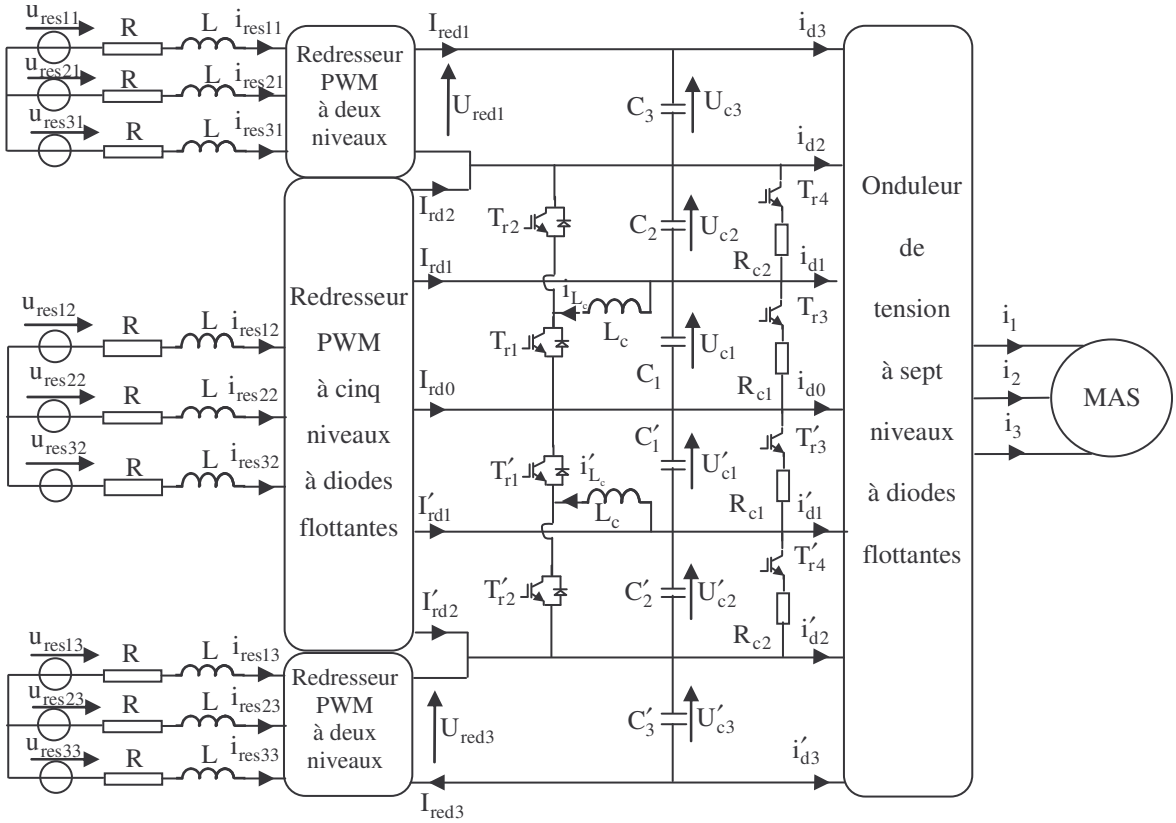 u_res11 R L i_res11
u_res21 R L i_res21
u_res31 R L i_res31
Redresseur
PWM
à deux
niveaux
I_red1
U_red1
I_rd2
C_3 U_c3
i_d3
i_d2
T_r2
C_2 U_c2
T_r4
R_c2
I_rd1
i_Lc
L_c
i_d1
u_res12 R L i_res12
u_res22 R L i_res22
u_res32 R L i_res32
Redresseur
PWM
à cinq
niveaux
à diodes
flottantes
T_r1
C_1 U_c1
T_r3
R_c1
I_rd0
i_d0
T′_r1
i′_Lc
L_c
C′_1 U′_c1
T′_r3
R_c1
I′_rd1
i′_d1
T′_r2
C′_2 U′_c2
T′_r4
R_c2
I′_rd2
i′_d2
u_res13 R L i_res13
u_res23 R L i_res23
u_res33 R L i_res33
Redresseur
PWM
à deux
niveaux
U_red3
C′_3 U′_c3
I_red3
i′_d3
Onduleur
de
tension
à sept
niveaux
à diodes
flottantes
i_1
i_2
i_3
MAS